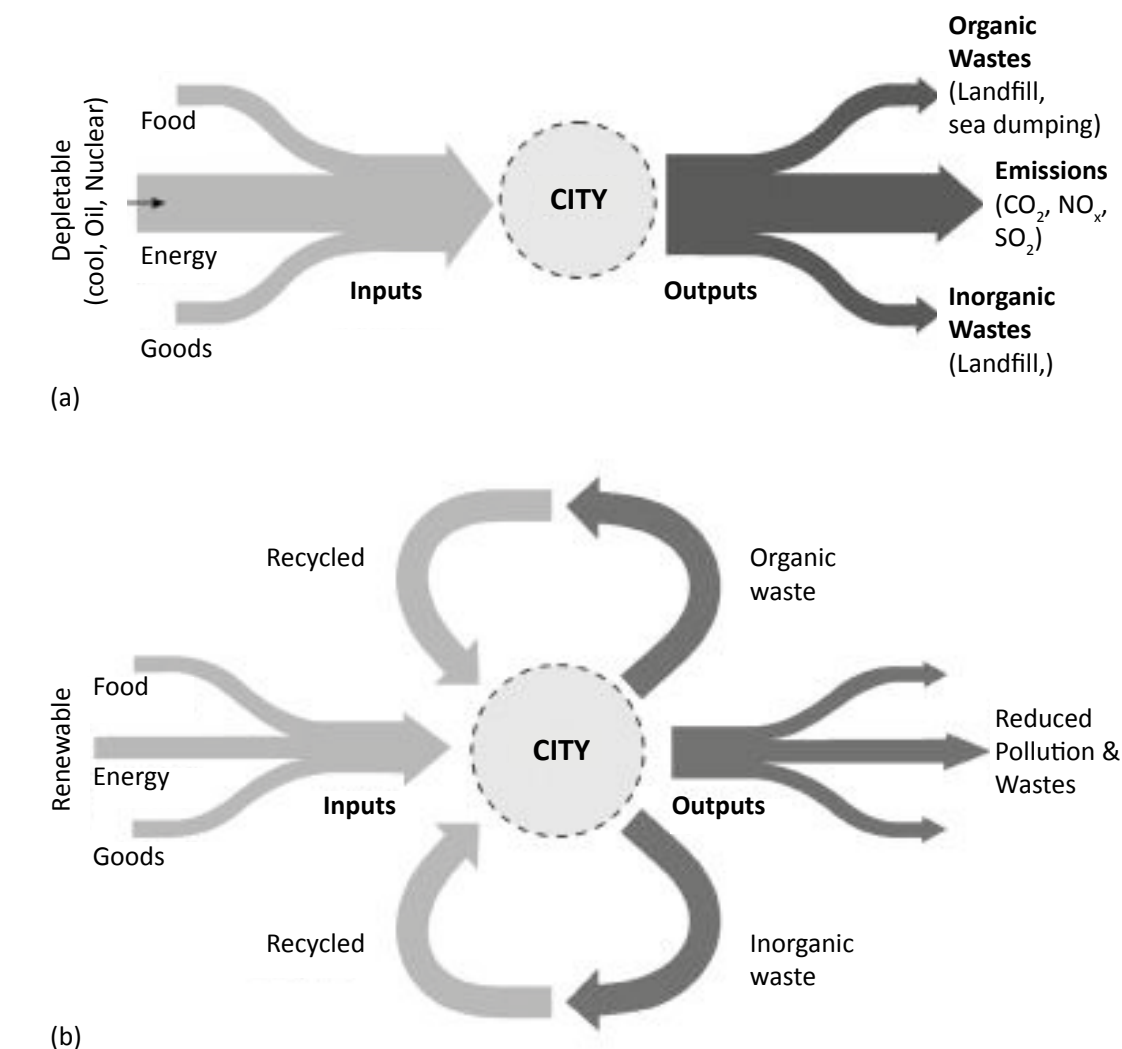 Organic
Wastes
(Landfill,
sea dumping)
Food
Depletable
(cool, Oil, Nuclear)
CITY
Emissions
(CO₂, NOₓ,
SO₂)
Energy
Inputs
Outputs
Inorganic
Wastes
(Landfill,)
Goods
(a)
Recycled
Organic
waste
Food
Renewable
Energy
CITY
Reduced
Pollution &
Wastes
Inputs
Outputs
Goods
Recycled
Inorganic
waste
(b)